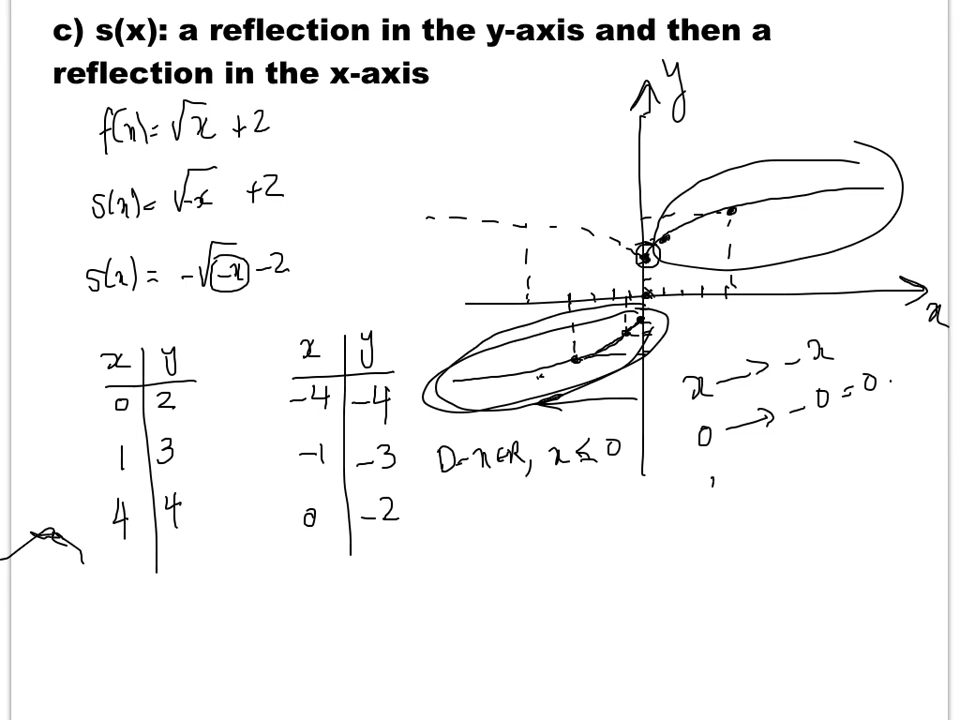 c) s(x): a reflection in the y-axis and then a
reflection in the x-axis
f(x)= √x +2
s(x)= √-x +2
s(x) = -√-x -2
x y
0 2
1 3
4 4
x y
-4 -4
-1 -3
0 -2
y
x
D= x∈R, x ≤ 0
x → -x
0 → -0 = 0.